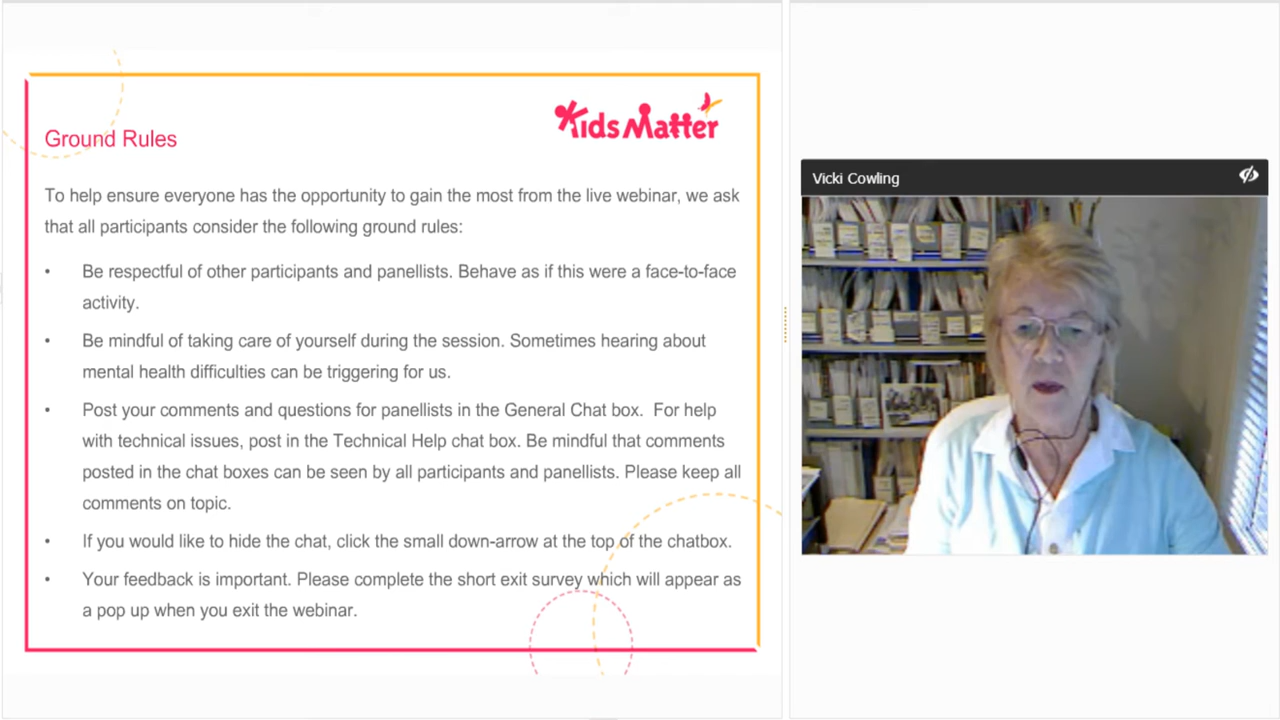 KidsMatter
Ground Rules
To help ensure everyone has the opportunity to gain the most from the live webinar, we ask
that all participants consider the following ground rules:
• Be respectful of other participants and panellists. Behave as if this were a face-to-face
activity.
• Be mindful of taking care of yourself during the session. Sometimes hearing about
mental health difficulties can be triggering for us.
• Post your comments and questions for panellists in the General Chat box.  For help
with technical issues, post in the Technical Help chat box. Be mindful that comments
posted in the chat boxes can be seen by all participants and panellists. Please keep all
comments on topic.
• If you would like to hide the chat, click the small down-arrow at the top of the chatbox.
• Your feedback is important. Please complete the short exit survey which will appear as
a pop up when you exit the webinar.
Vicki Cowling